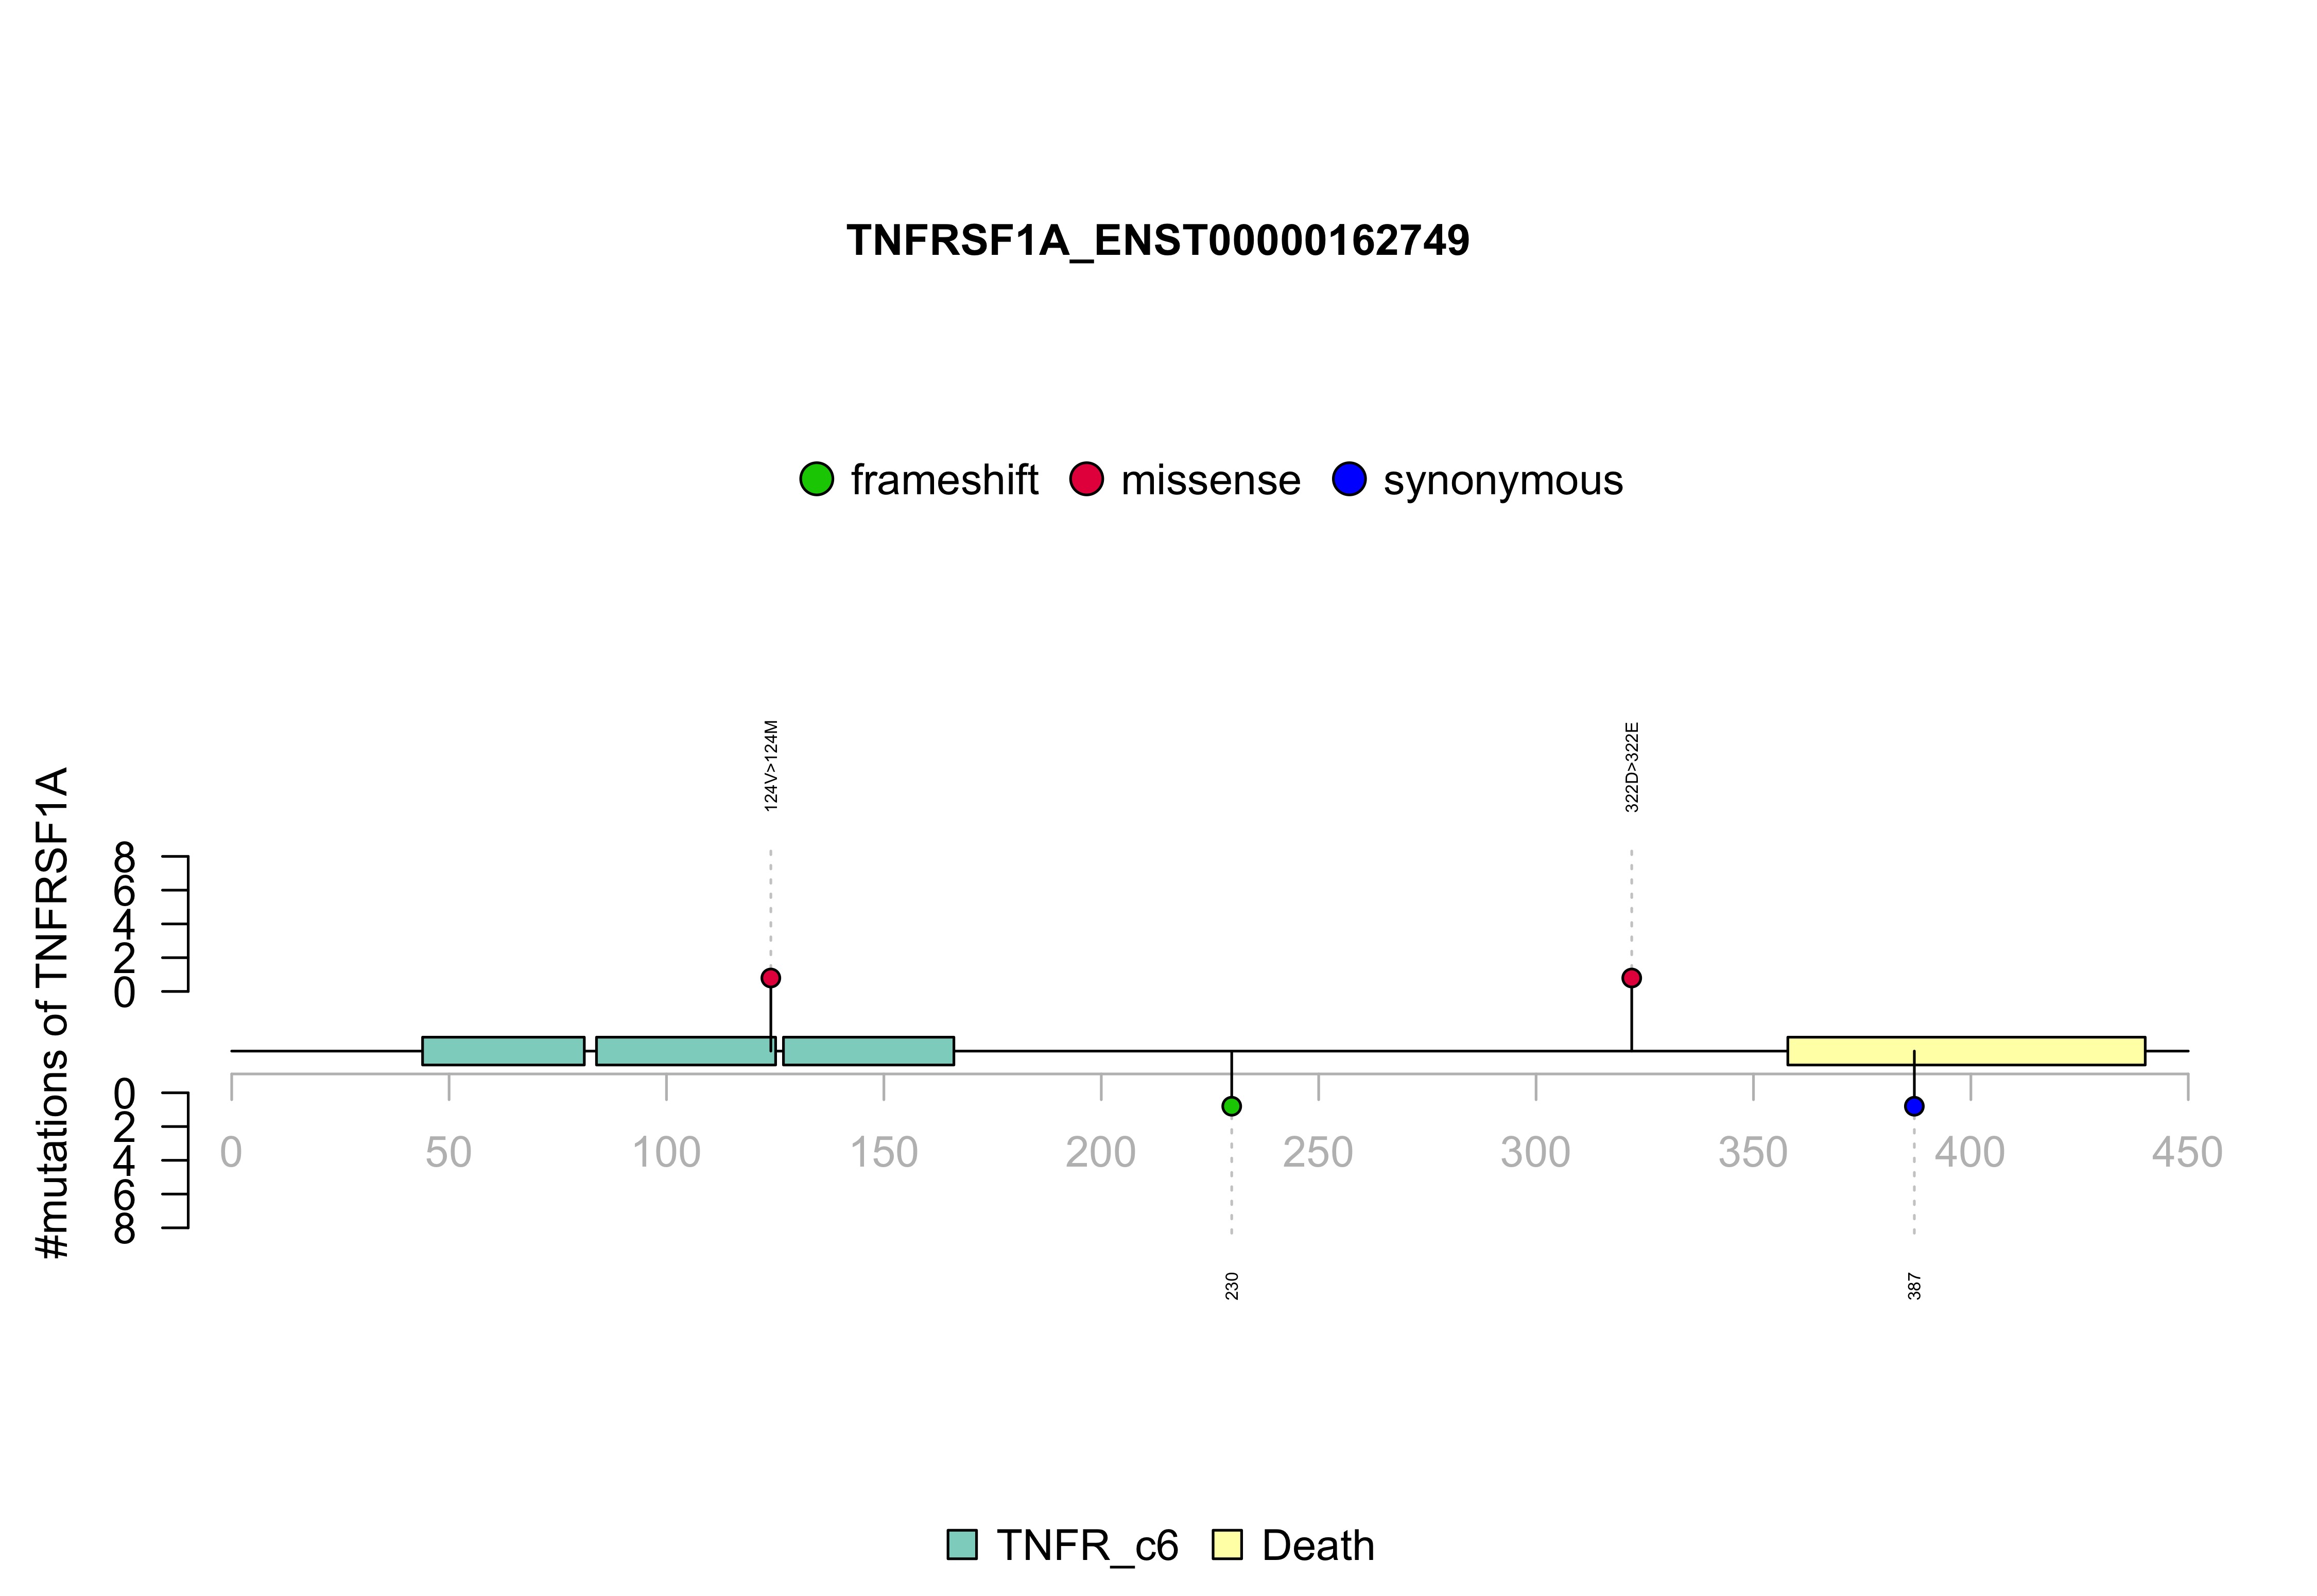 TNFRSF1A_ENST00000162749
frameshift missense synonymous
124V>124M
322D>322E
#mutations of TNFRSF1A
8
6
4
2
0
0
2
4
6
8
0 50 100 150 200 250 300 350 400 450
230
387
TNFR_c6 Death